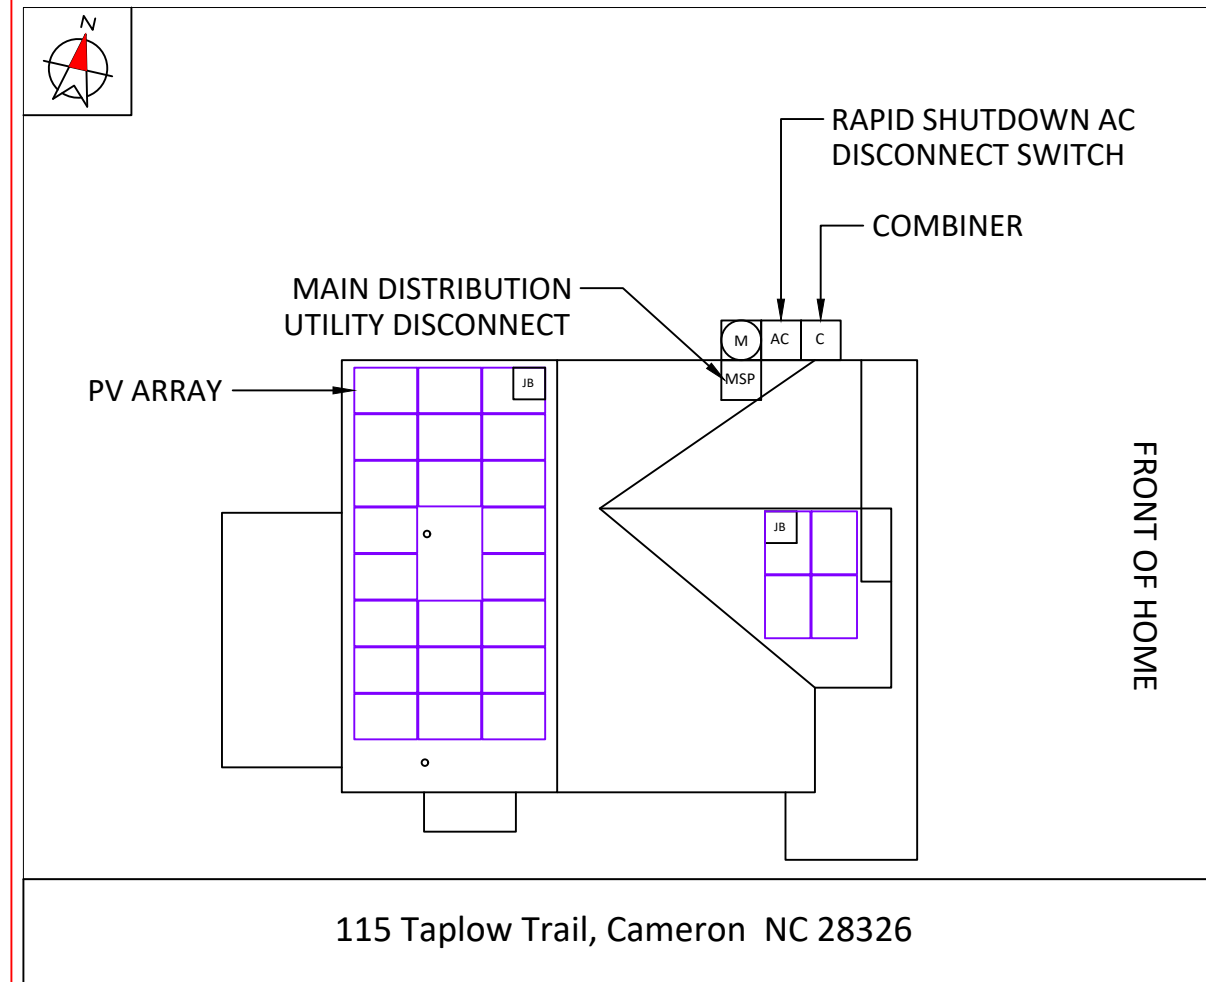 N
RAPID SHUTDOWN AC
DISCONNECT SWITCH
COMBINER
MAIN DISTRIBUTION
UTILITY DISCONNECT
M
AC
C
MSP
PV ARRAY
JB
JB
FRONT OF HOME
115 Taplow Trail, Cameron  NC 28326